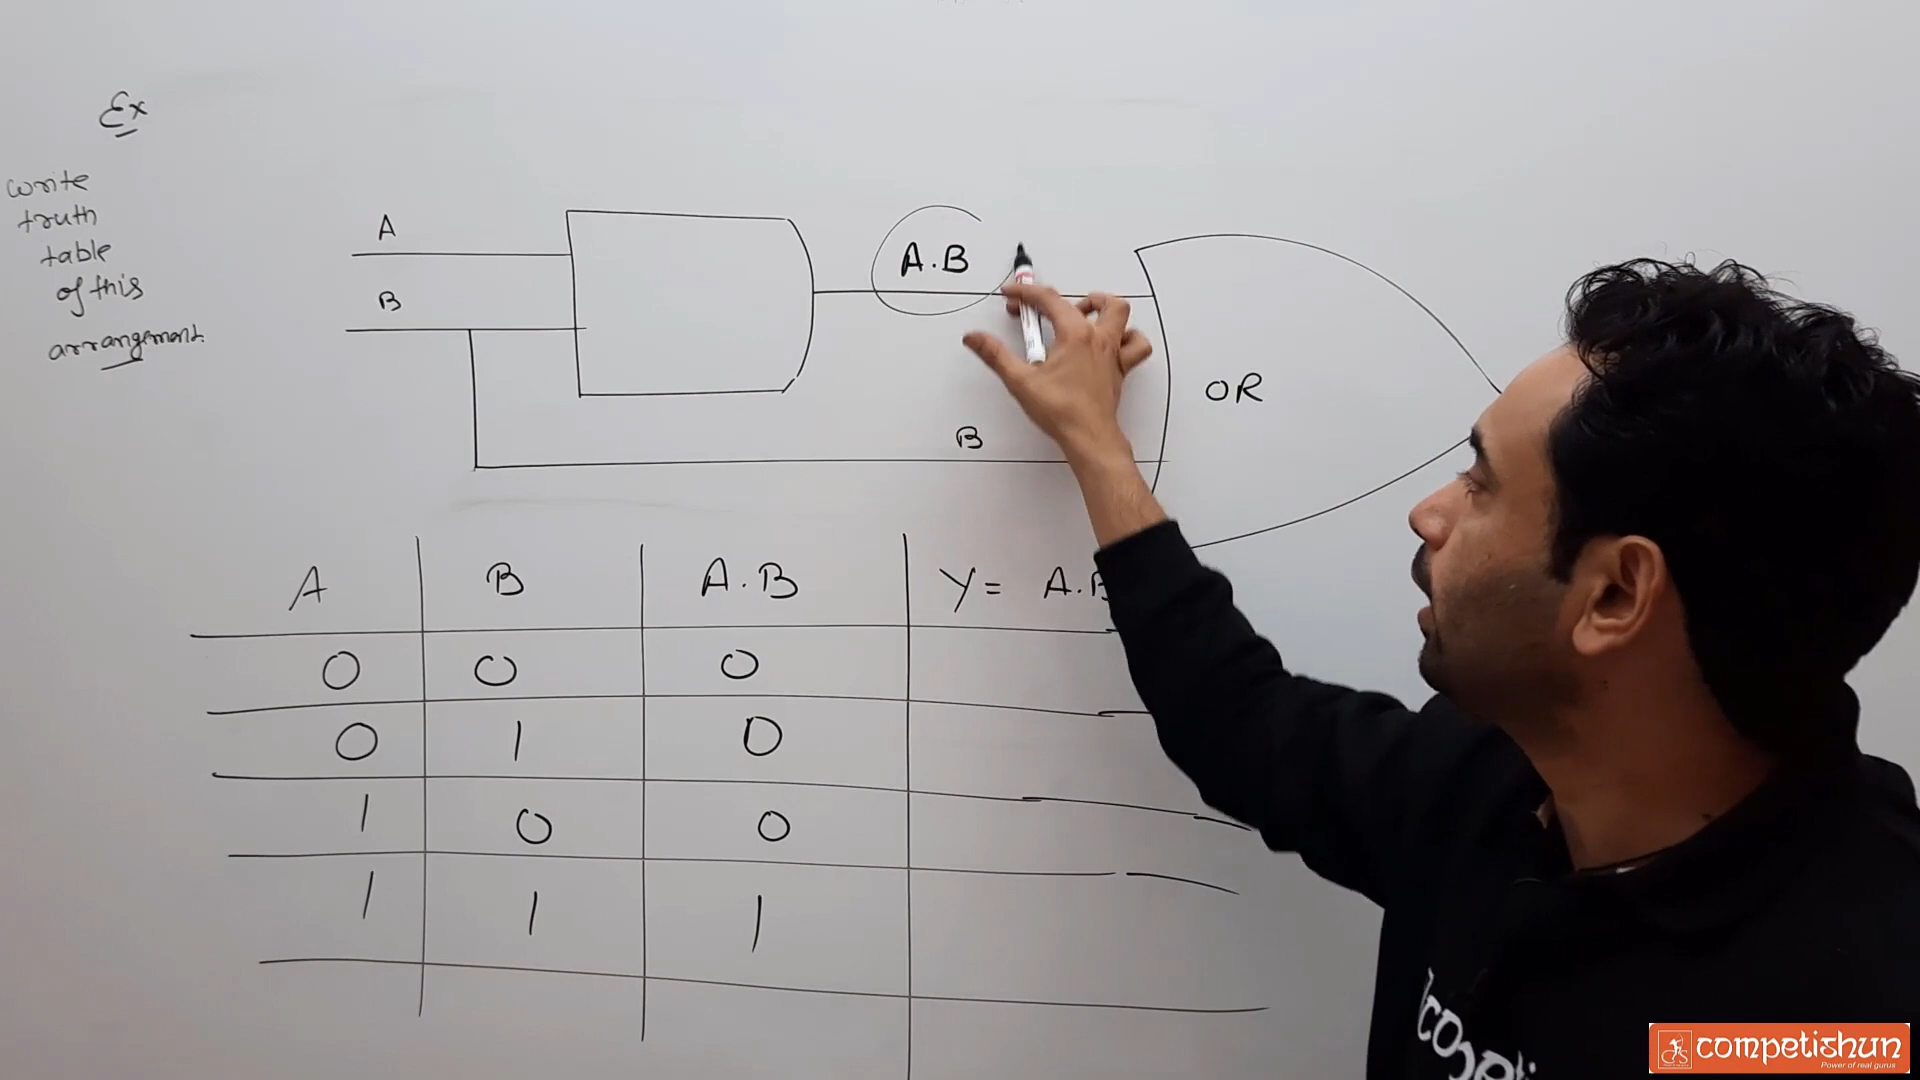 Ex
write
truth
table
of this
arrangement.
A
B
A.B
B
OR
A B A.B Y= A.B
0 0 0
0 1 0
1 0 0
1 1 1
competishun
Power of real gurus